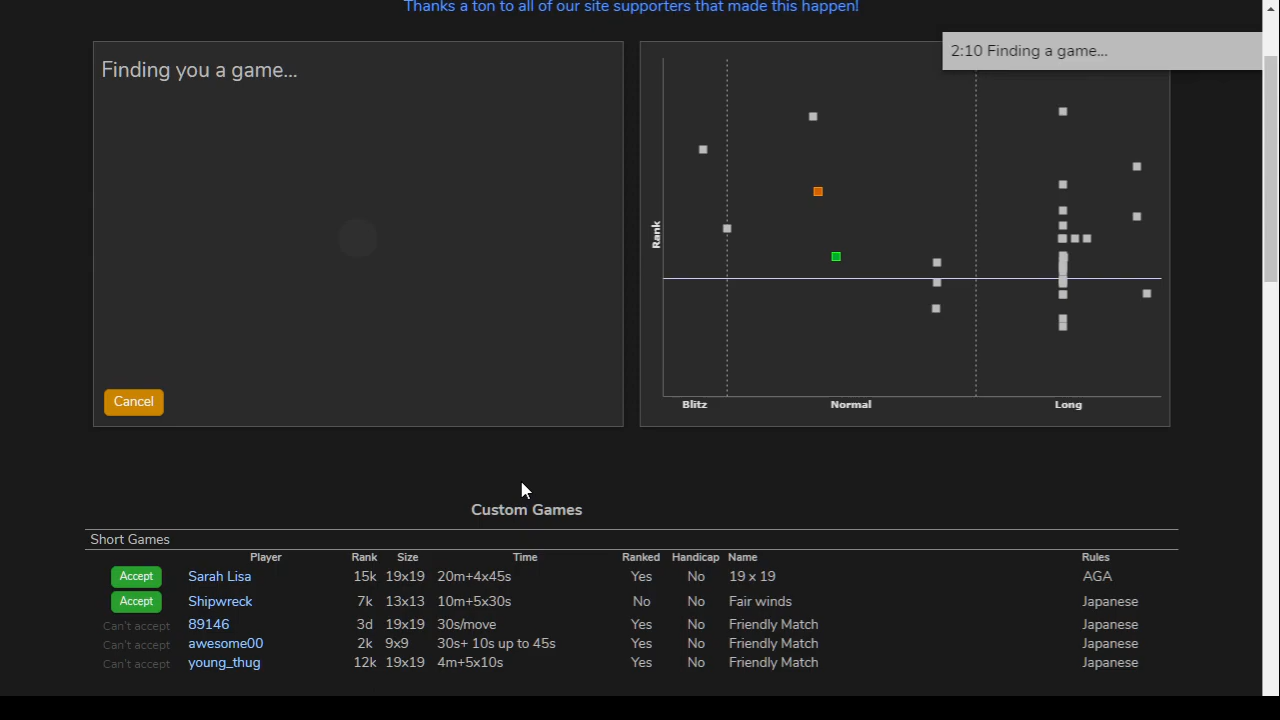 Thanks a ton to all of our site supporters that made this happen!
2:10 Finding a game...
Finding you a game...
Cancel
Rank
Blitz Normal Long
Custom Games
Short Games
Player Rank Size Time Ranked Handicap Name Rules
Accept Sarah Lisa 15k 19x19 20m+4x45s Yes No 19 x 19 AGA
Accept Shipwreck 7k 13x13 10m+5x30s No No Fair winds Japanese
Can't accept 89146 3d 19x19 30s/move Yes No Friendly Match Japanese
Can't accept awesome00 2k 9x9 30s+ 10s up to 45s Yes No Friendly Match Japanese
Can't accept young_thug 12k 19x19 4m+5x10s Yes No Friendly Match Japanese